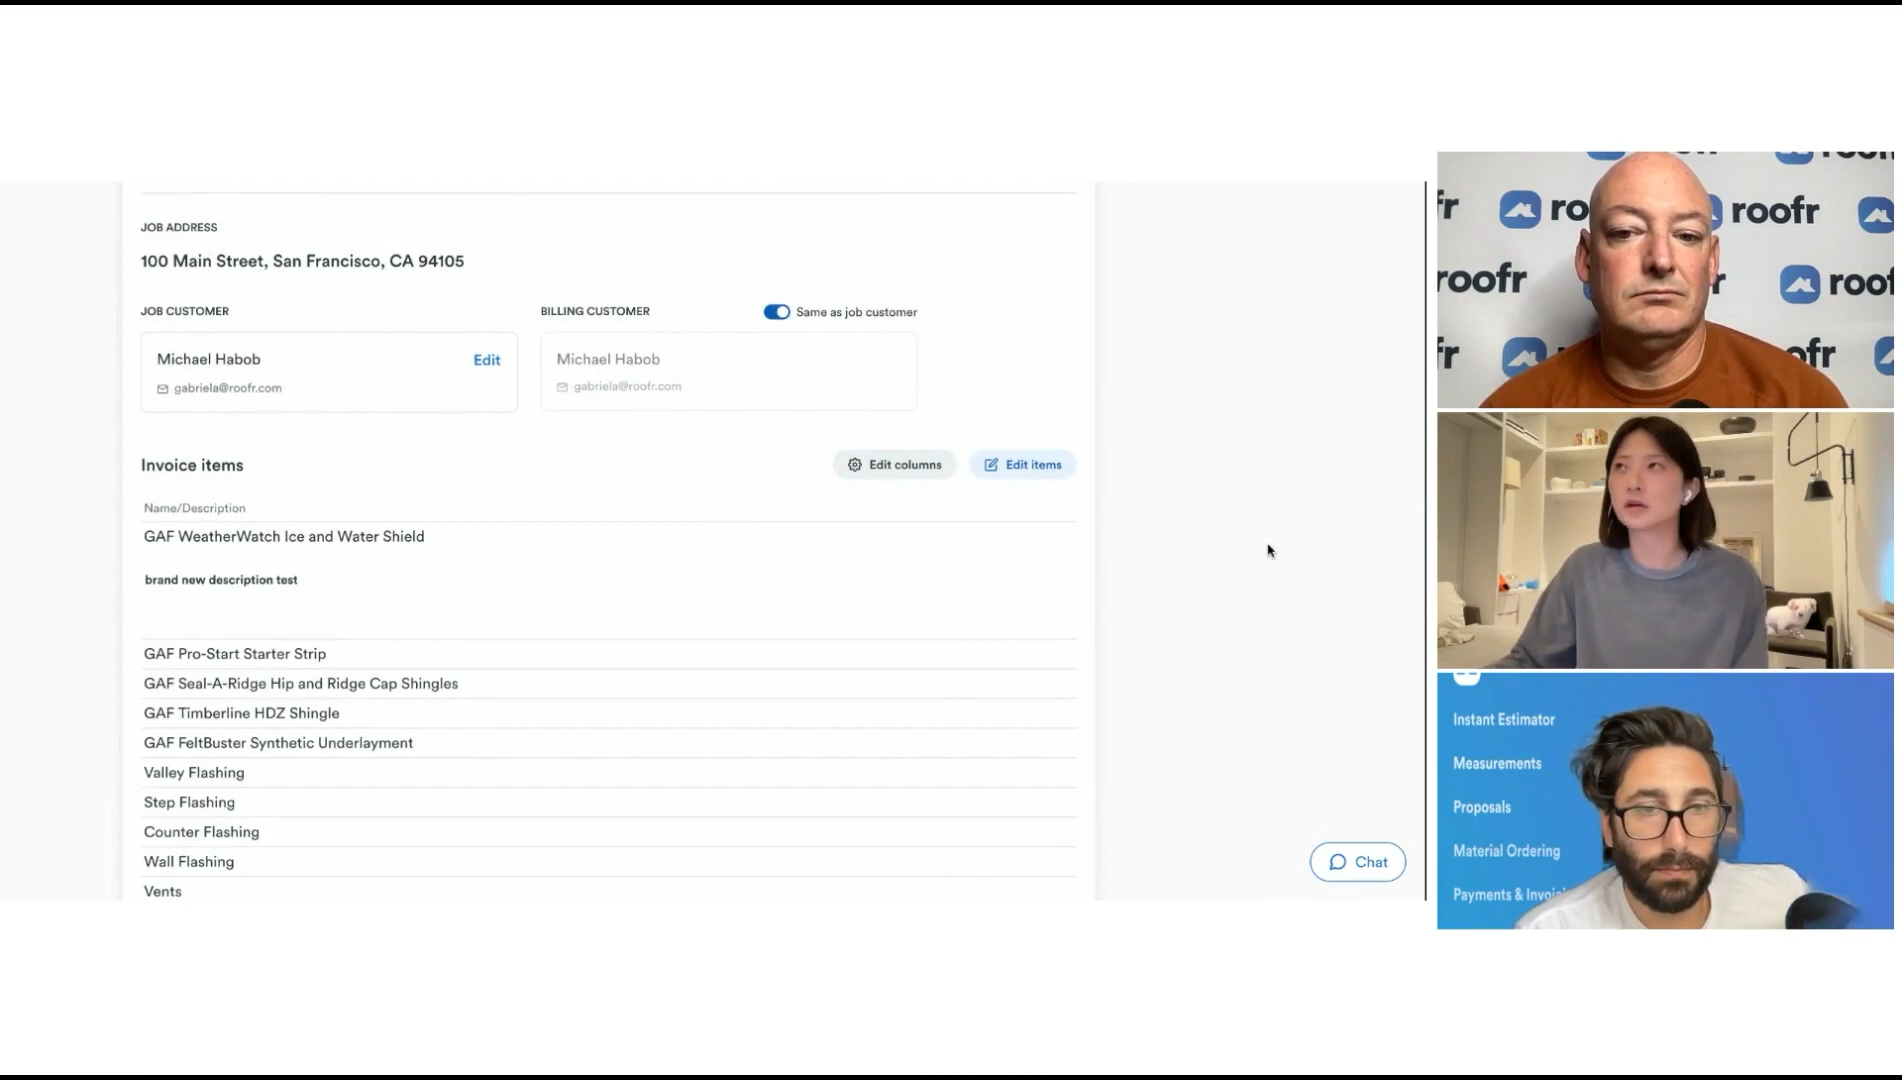 JOB ADDRESS
100 Main Street, San Francisco, CA 94105
JOB CUSTOMER
BILLING CUSTOMER
Same as job customer
Michael Habob
Edit
gabriela@roofr.com
Michael Habob
gabriela@roofr.com
Invoice items
Edit columns
Edit items
Name/Description
GAF WeatherWatch Ice and Water Shield
brand new description test
GAF Pro-Start Starter Strip
GAF Seal-A-Ridge Hip and Ridge Cap Shingles
GAF Timberline HDZ Shingle
GAF FeltBuster Synthetic Underlayment
Valley Flashing
Step Flashing
Counter Flashing
Wall Flashing
Vents
Chat
roofr
roofr
Instant Estimator
Measurements
Proposals
Material Ordering
Payments &